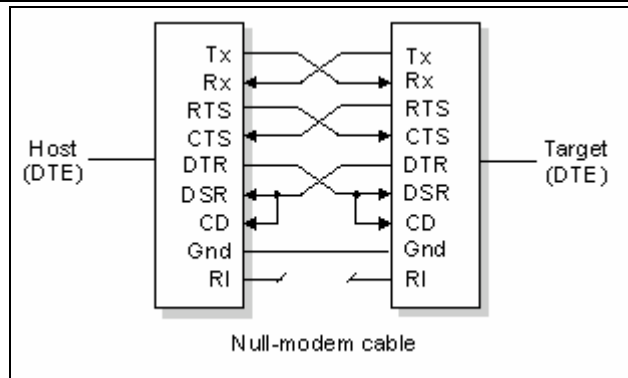 Tx
Rx
RTS
CTS
DTR
DSR
CD
Gnd
RI
Host
(DTE)
Tx
Rx
RTS
CTS
DTR
DSR
CD
Gnd
RI
Target
(DTE)
Null-modem cable